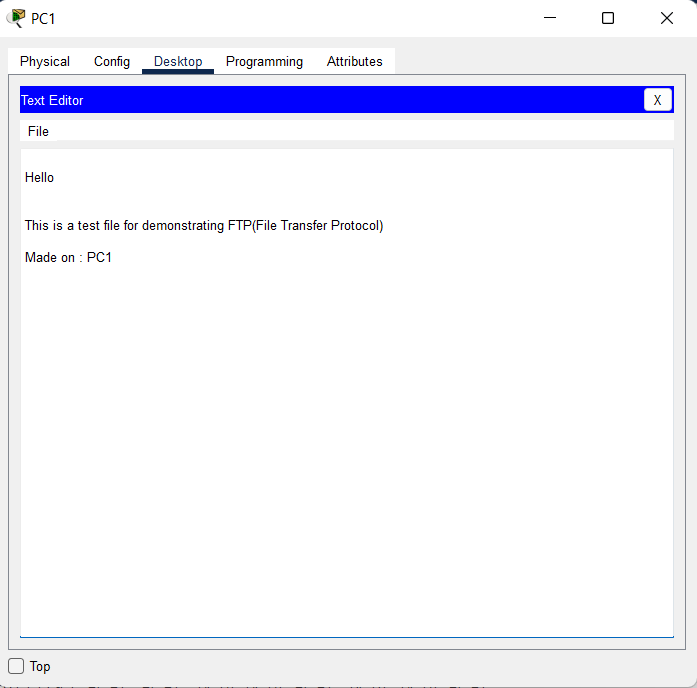 PC1
Physical Config Desktop Programming Attributes
Text Editor X
File
Hello
This is a test file for demonstrating FTP(File Transfer Protocol)
Made on : PC1
Top